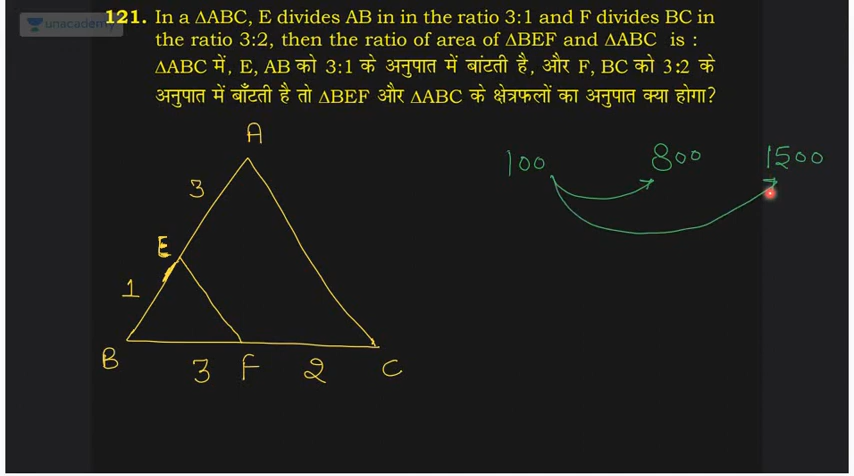 unacademy
121. In a ΔABC, E divides AB in in the ratio 3:1 and F divides BC in
the ratio 3:2, then the ratio of area of ΔBEF and ΔABC is :
ΔABC में, E, AB को 3:1 के अनुपात में बांटती है, और F, BC को 3:2 के
अनुपात में बाँटती है तो ΔBEF और ΔABC के क्षेत्रफलों का अनुपात क्या होगा?
A
100 800 1500
3
E
1
B 3 F 2 C